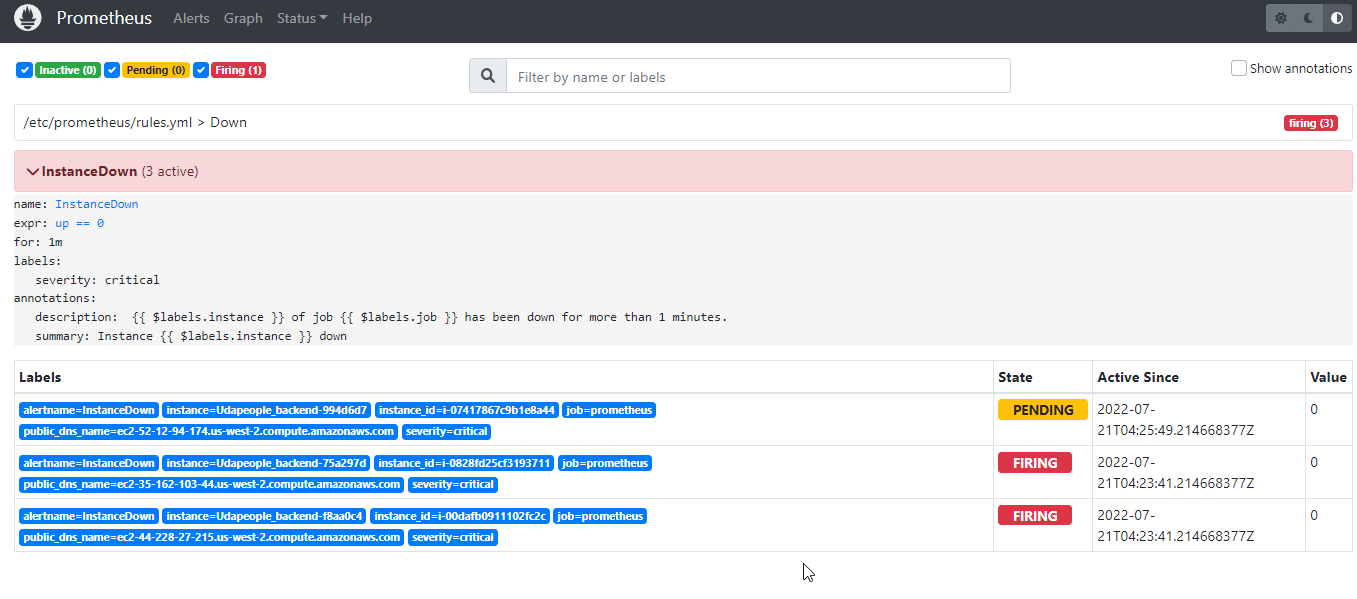 Prometheus Alerts Graph Status Help
Inactive (0) Pending (0) Firing (1) Filter by name or labels Show annotations
/etc/prometheus/rules.yml > Down firing (3)
InstanceDown (3 active)
name: InstanceDown
expr: up == 0
for: 1m
labels:
severity: critical
annotations:
description: {{ $labels.instance }} of job {{ $labels.job }} has been down for more than 1 minutes.
summary: Instance {{ $labels.instance }} down
Labels State Active Since Value
alertname=InstanceDown instance=Udapeople_backend-994d6d7 instance_id=i-07417867c9b1e8a44 job=prometheus PENDING 2022-07- 0
public_dns_name=ec2-52-12-94-174.us-west-2.compute.amazonaws.com severity=critical 21T04:25:49.214668377Z
alertname=InstanceDown instance=Udapeople_backend-75a297d instance_id=i-0828fd25cf3193711 job=prometheus FIRING 2022-07- 0
public_dns_name=ec2-35-162-103-44.us-west-2.compute.amazonaws.com severity=critical 21T04:23:41.214668377Z
alertname=InstanceDown instance=Udapeople_backend-f8aa0c4 instance_id=i-00dafb0911102fc2c job=prometheus FIRING 2022-07- 0
public_dns_name=ec2-44-228-27-215.us-west-2.compute.amazonaws.com severity=critical 21T04:23:41.214668377Z